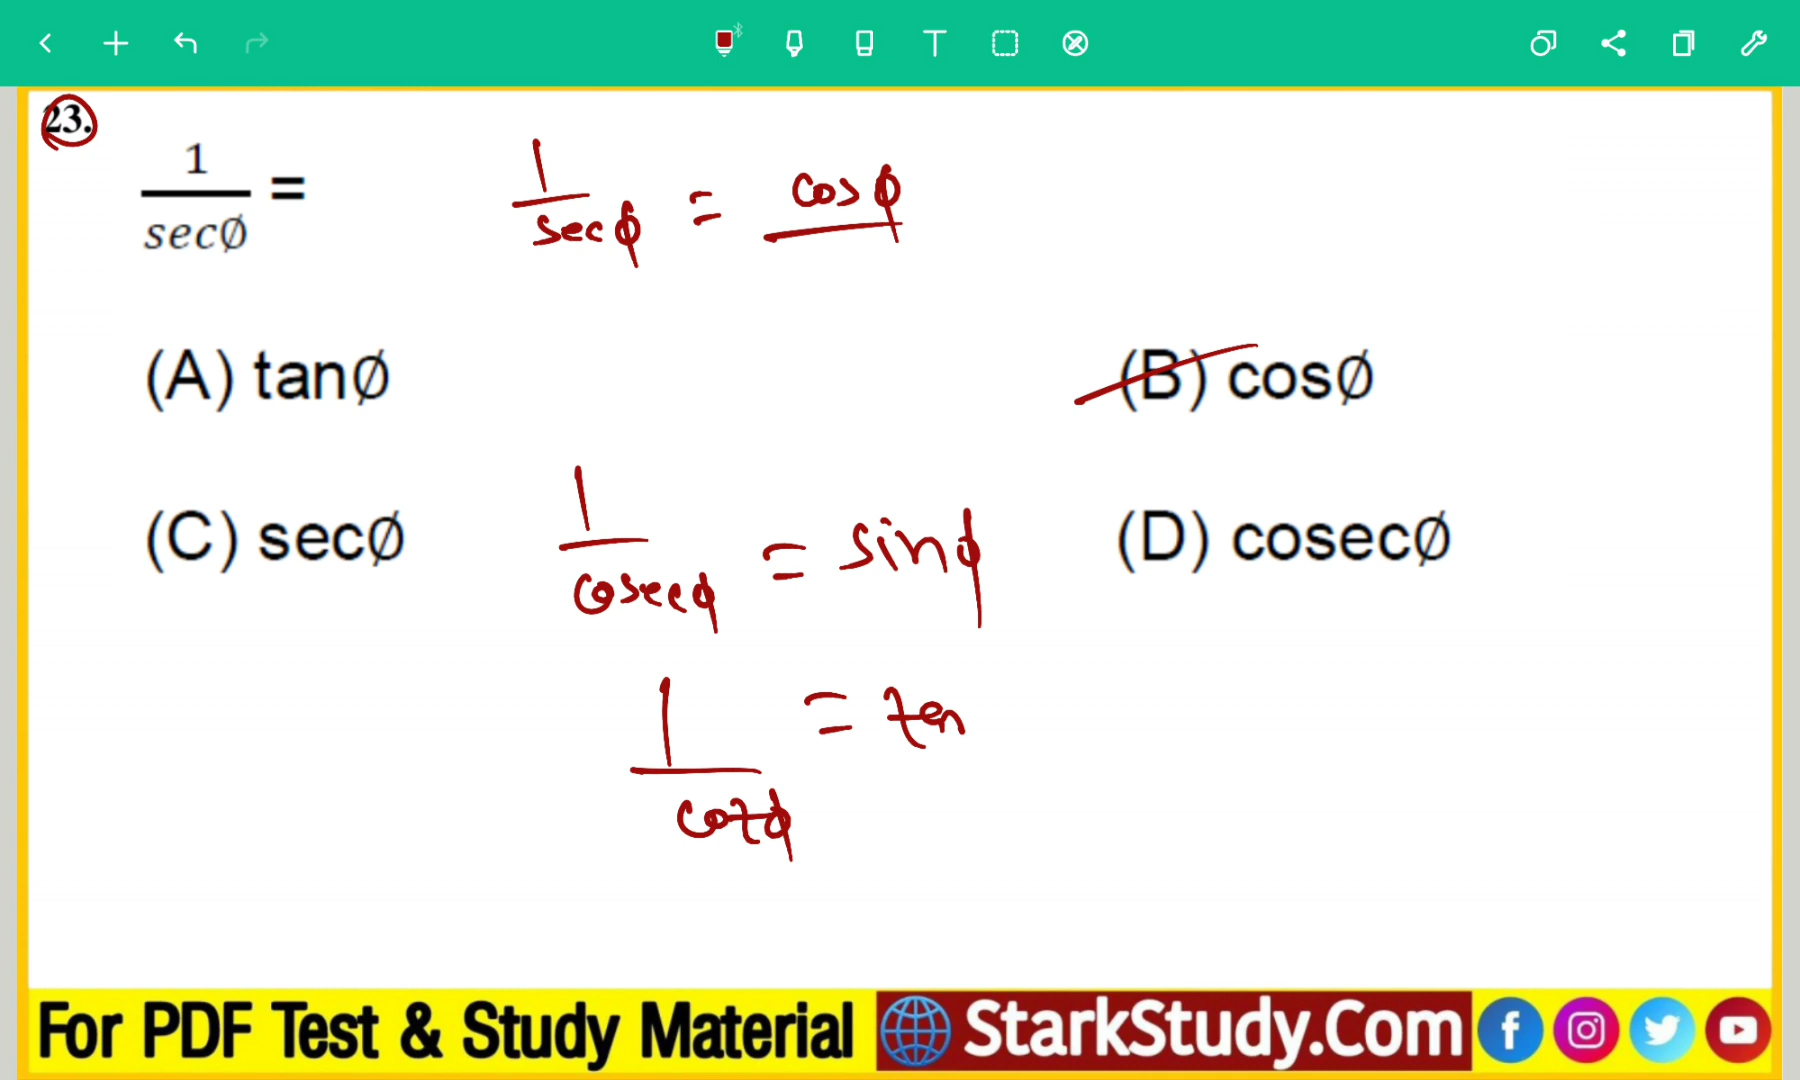 23.
1/secØ =
1/secϕ = cosϕ
(A) tanØ
(B) cosØ
(C) secØ
(D) cosecØ
1/cosecϕ = sinϕ
1/cotϕ = ten
For PDF Test & Study Material StarkStudy.Com